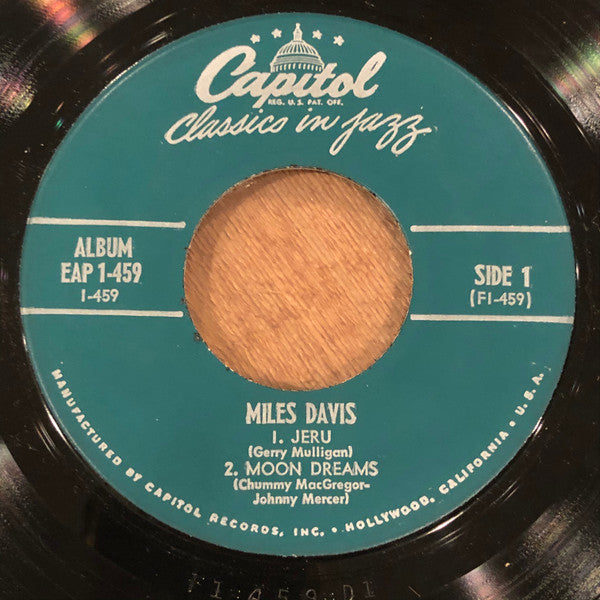 Capitol
REG. U.S. PAT. OFF.
Classics in jazz
ALBUM
EAP 1-459
1-459
SIDE 1
(F1-459)
MILES DAVIS
1. JERU
(Gerry Mulligan)
2. MOON DREAMS
(Chummy MacGregor-
Johnny Mercer)
MANUFACTURED BY CAPITOL RECORDS, INC. • HOLLYWOOD, CALIFORNIA • U.S.A.